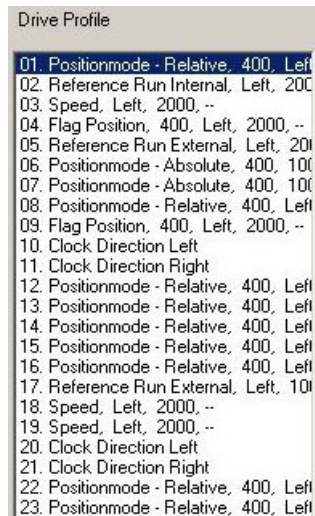 Drive Profile
01. Positionmode - Relative, 400, Left
02. Reference Run Internal, Left, 200
03. Speed, Left, 2000, --
04. Flag Position, 400, Left, 2000, --
05. Reference Run External, Left, 20
06. Positionmode - Absolute, 400, 100
07. Positionmode - Absolute, 400, 100
08. Positionmode - Relative, 400, Left
09. Flag Position, 400, Left, 2000, --
10. Clock Direction Left
11. Clock Direction Right
12. Positionmode - Relative, 400, Left
13. Positionmode - Relative, 400, Left
14. Positionmode - Relative, 400, Left
15. Positionmode - Relative, 400, Left
16. Positionmode - Relative, 400, Left
17. Reference Run External, Left, 10
18. Speed, Left, 2000, --
19. Speed, Left, 2000, --
20. Clock Direction Left
21. Clock Direction Right
22. Positionmode - Relative, 400, Left
23. Positionmode - Relative, 400, Left